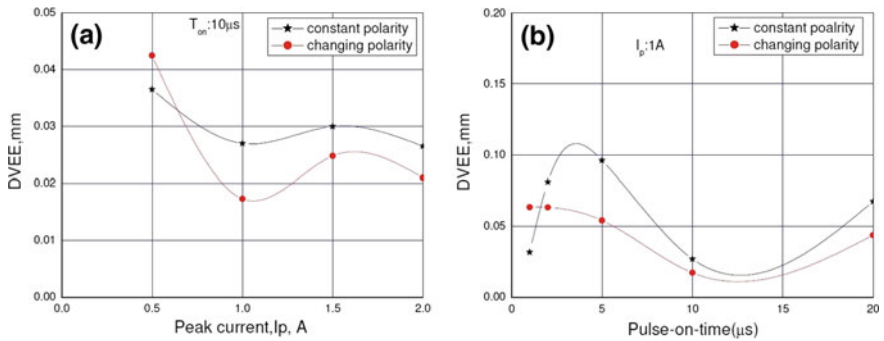 (a)
T_on:10μs
constant polarity
changing polarity
0.05
0.04
0.03
0.02
0.01
0.00
DVEE,mm
0.0
0.5
1.0
1.5
2.0
Peak current,Ip, A
(b)
I_p:1A
constant poalrity
changing polarity
0.20
0.15
0.10
0.05
0.00
DVEE,mm
0
5
10
15
20
Pulse-on-time(μs)